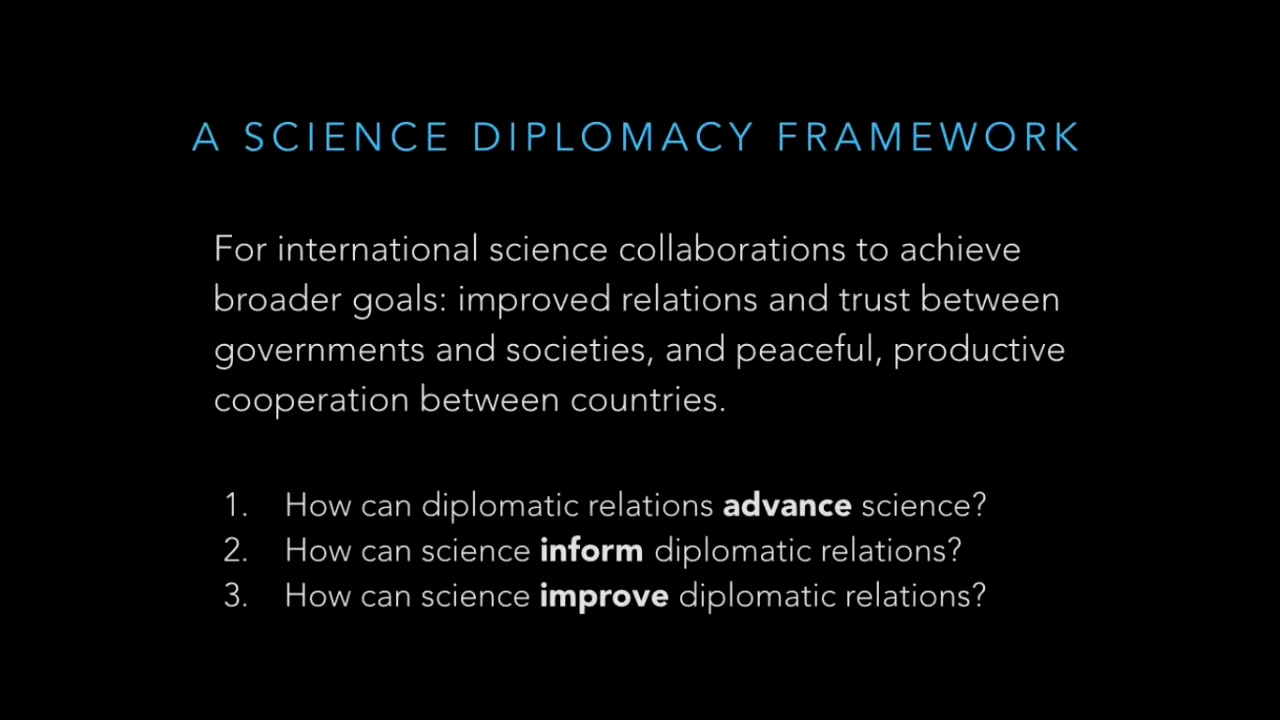 A SCIENCE DIPLOMACY FRAMEWORK
For international science collaborations to achieve
broader goals: improved relations and trust between
governments and societies, and peaceful, productive
cooperation between countries.
1. How can diplomatic relations advance science?
2. How can science inform diplomatic relations?
3. How can science improve diplomatic relations?